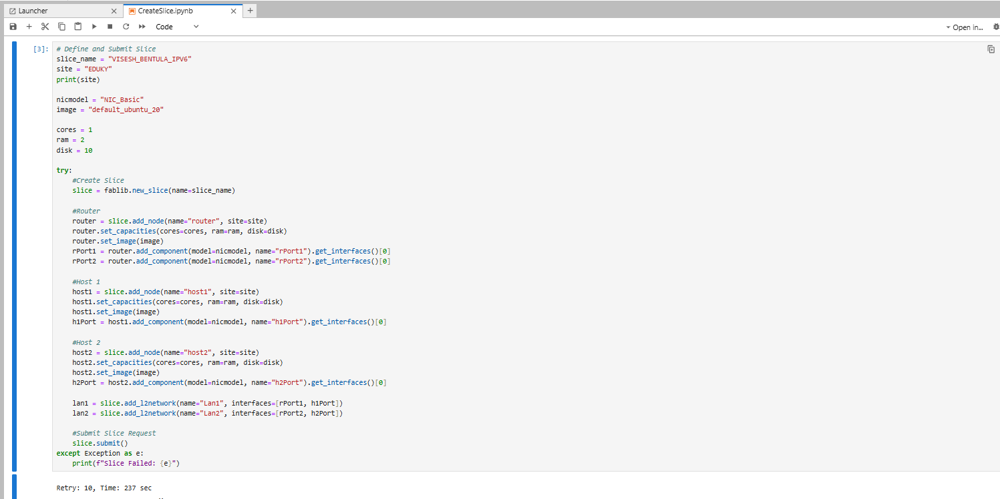 Launcher
CreateSlice.ipynb
Code
Open in...
[3]:
# Define and Submit Slice
slice_name = "VISESH_BENTULA_IPV6"
site = "EDUKY"
print(site)
nicmodel = "NIC_Basic"
image = "default_ubuntu_20"
cores = 1
ram = 2
disk = 10
try:
    #Create Slice
    slice = fablib.new_slice(name=slice_name)
    #Router
    router = slice.add_node(name="router", site=site)
    router.set_capacities(cores=cores, ram=ram, disk=disk)
    router.set_image(image)
    rPort1 = router.add_component(model=nicmodel, name="rPort1").get_interfaces()[0]
    rPort2 = router.add_component(model=nicmodel, name="rPort2").get_interfaces()[0]
    #Host 1
    host1 = slice.add_node(name="host1", site=site)
    host1.set_capacities(cores=cores, ram=ram, disk=disk)
    host1.set_image(image)
    h1Port = host1.add_component(model=nicmodel, name="h1Port").get_interfaces()[0]
    #Host 2
    host2 = slice.add_node(name="host2", site=site)
    host2.set_capacities(cores=cores, ram=ram, disk=disk)
    host2.set_image(image)
    h2Port = host2.add_component(model=nicmodel, name="h2Port").get_interfaces()[0]
    lan1 = slice.add_l2network(name="Lan1", interfaces=[rPort1, h1Port])
    lan2 = slice.add_l2network(name="Lan2", interfaces=[rPort2, h2Port])
    #Submit Slice Request
    slice.submit()
except Exception as e:
    print(f"Slice Failed: {e}")
Retry: 10, Time: 237 sec